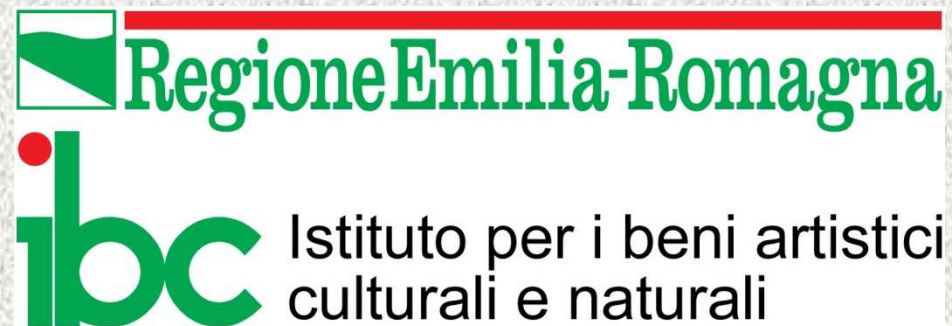 RegioneEmilia-Romagna
ibc Istituto per i beni artistici
culturali e naturali